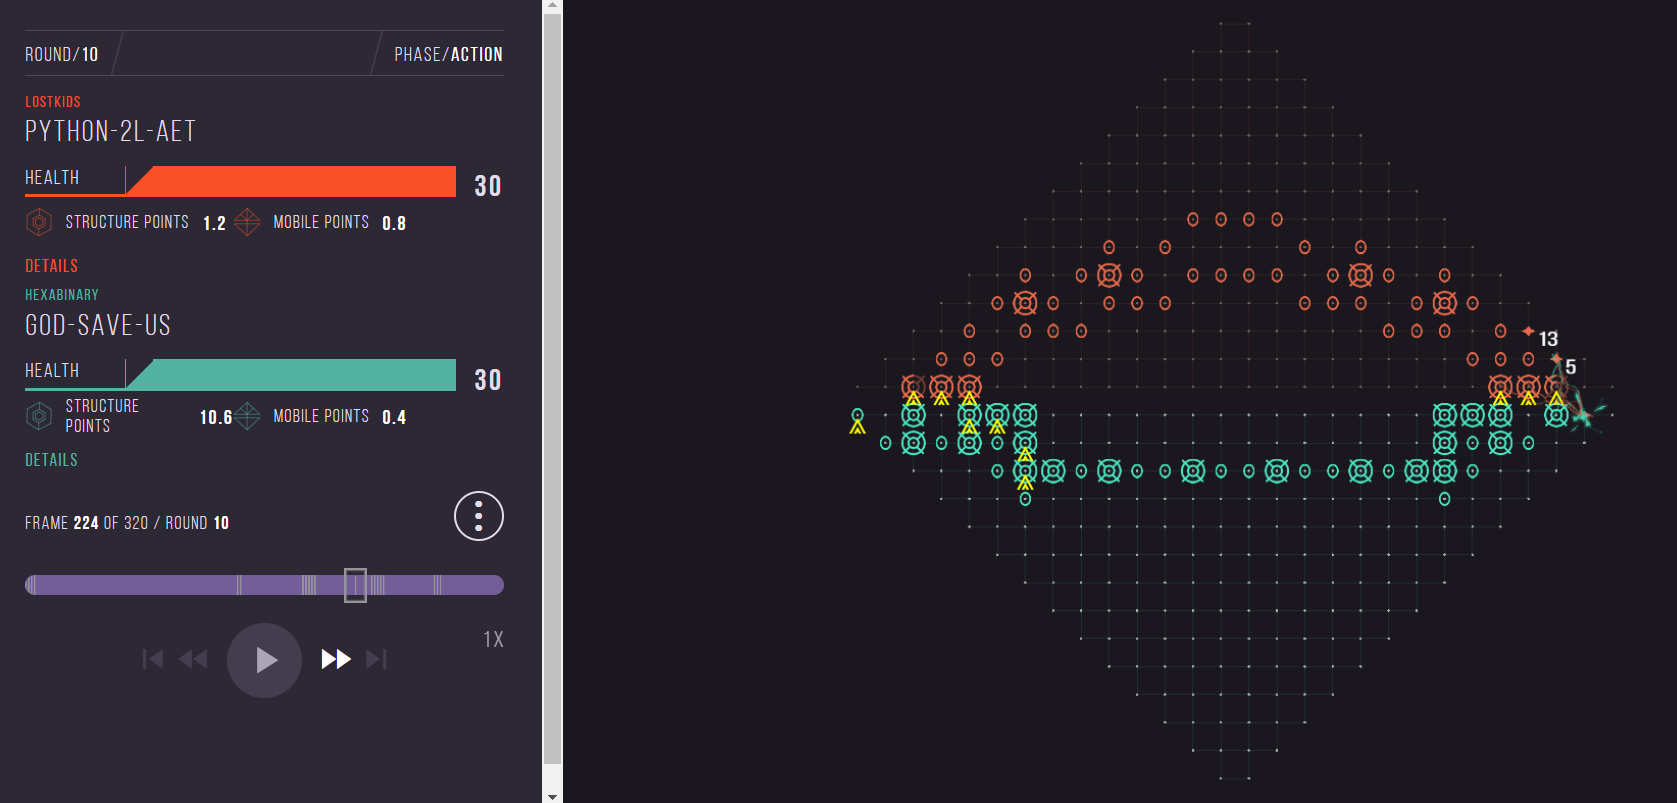 ROUND/10
PHASE/ACTION
LOSTKIDS
PYTHON-2L-AET
HEALTH
30
STRUCTURE POINTS 1.2
MOBILE POINTS 0.8
DETAILS
HEXABINARY
GOD-SAVE-US
HEALTH
30
STRUCTURE
POINTS
10.6
MOBILE POINTS 0.4
DETAILS
FRAME 224 OF 320 / ROUND 10
1X
13
5